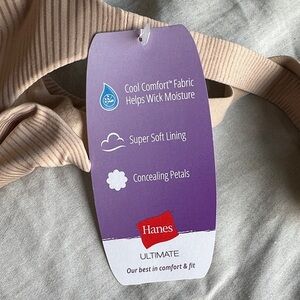 Cool Comfort™ Fabric
Helps Wick Moisture
Super Soft Lining
Concealing Petals
Hanes
ULTIMATE
Our best in comfort & fit